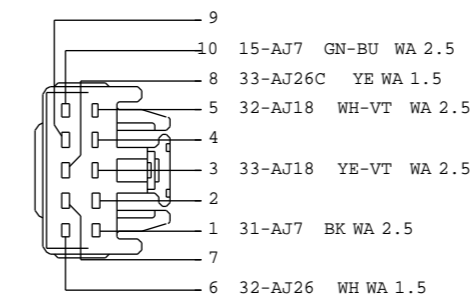 9
10 15-AJ7 GN-BU WA 2.5
8 33-AJ26C YE WA 1.5
5 32-AJ18 WH-VT WA 2.5
4
3 33-AJ18 YE-VT WA 2.5
2
1 31-AJ7 BK WA 2.5
7
6 32-AJ26 WH WA 1.5